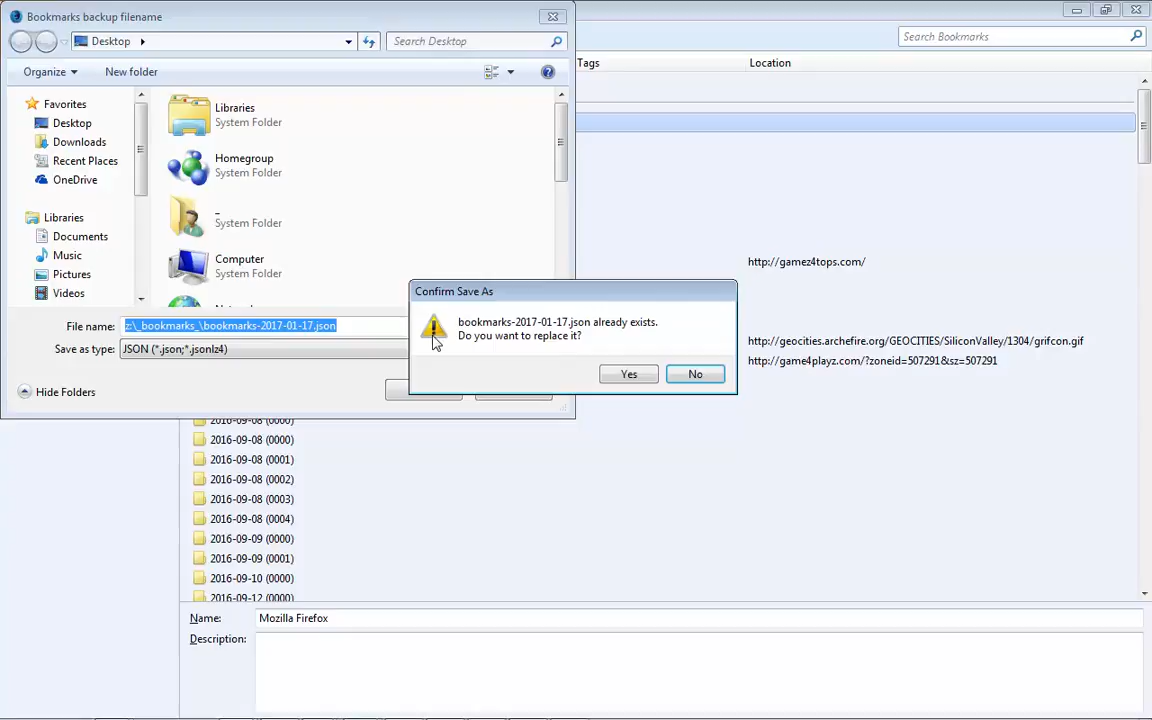 Bookmarks backup filename
Desktop
Search Desktop
Search Bookmarks
Organize
New folder
Tags
Location
Favorites
Desktop
Downloads
Recent Places
OneDrive
Libraries
Documents
Music
Pictures
Videos
Libraries
System Folder
Homegroup
System Folder
_
System Folder
Computer
System Folder
File name:
z:\_bookmarks_\bookmarks-2017-01-17.json
Save as type:
JSON (*.json;*.jsonlz4)
Hide Folders
Confirm Save As
bookmarks-2017-01-17.json already exists.
Do you want to replace it?
Yes
No
http://gamez4tops.com/
http://geocities.archefire.org/GEOCITIES/SiliconValley/1304/grifcon.gif
http://game4playz.com/?zoneid=507291&sz=507291
2016-09-08 (0000)
2016-09-08 (0000)
2016-09-08 (0001)
2016-09-08 (0002)
2016-09-08 (0003)
2016-09-08 (0004)
2016-09-09 (0000)
2016-09-09 (0001)
2016-09-10 (0000)
2016-09-12 (0000)
Name:
Mozilla Firefox
Description: